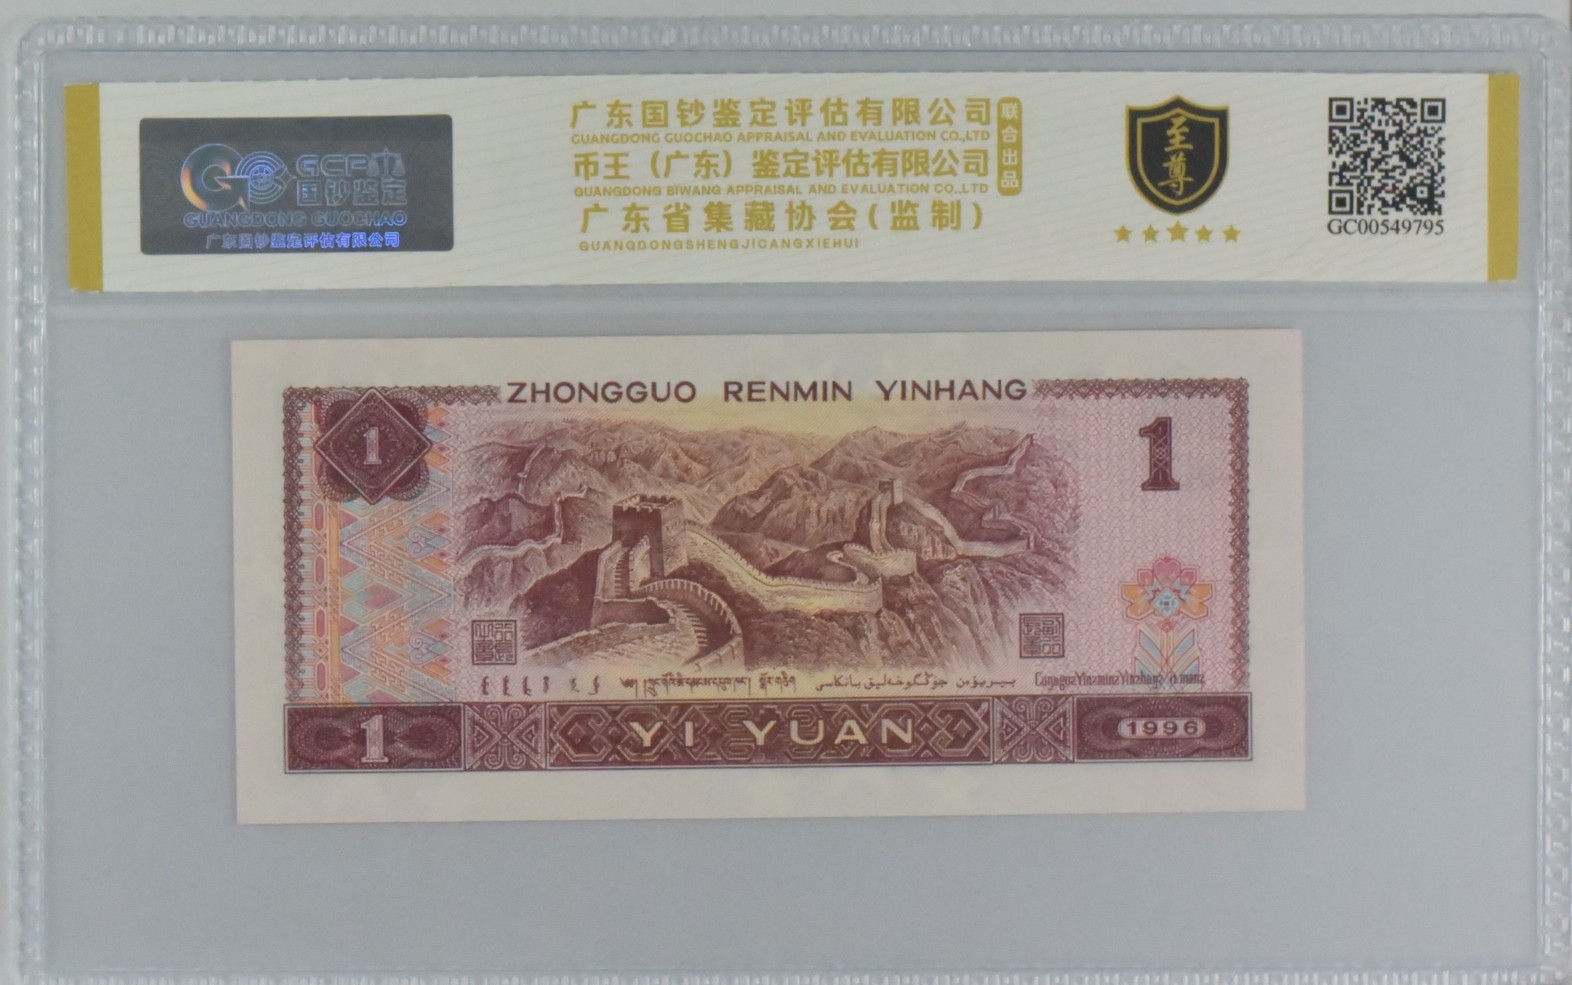 GCP
国钞鉴定
GUANGDONG GUOCHAO
广东国钞鉴定评估有限公司
广东国钞鉴定评估有限公司
GUANGDONG GUOCHAO APPRAISAL AND EVALUATION CO.,LTD
币王（广东）鉴定评估有限公司
GUANGDONG BIWANG APPRAISAL AND EVALUATION CO.,LTD
联合出品
广东省集藏协会(监制)
GUANGDONGSHENGJICANGXIEHUI
至尊
GC00549795
ZHONGGUO RENMIN YINHANG
1
1
1
YI YUAN
1996